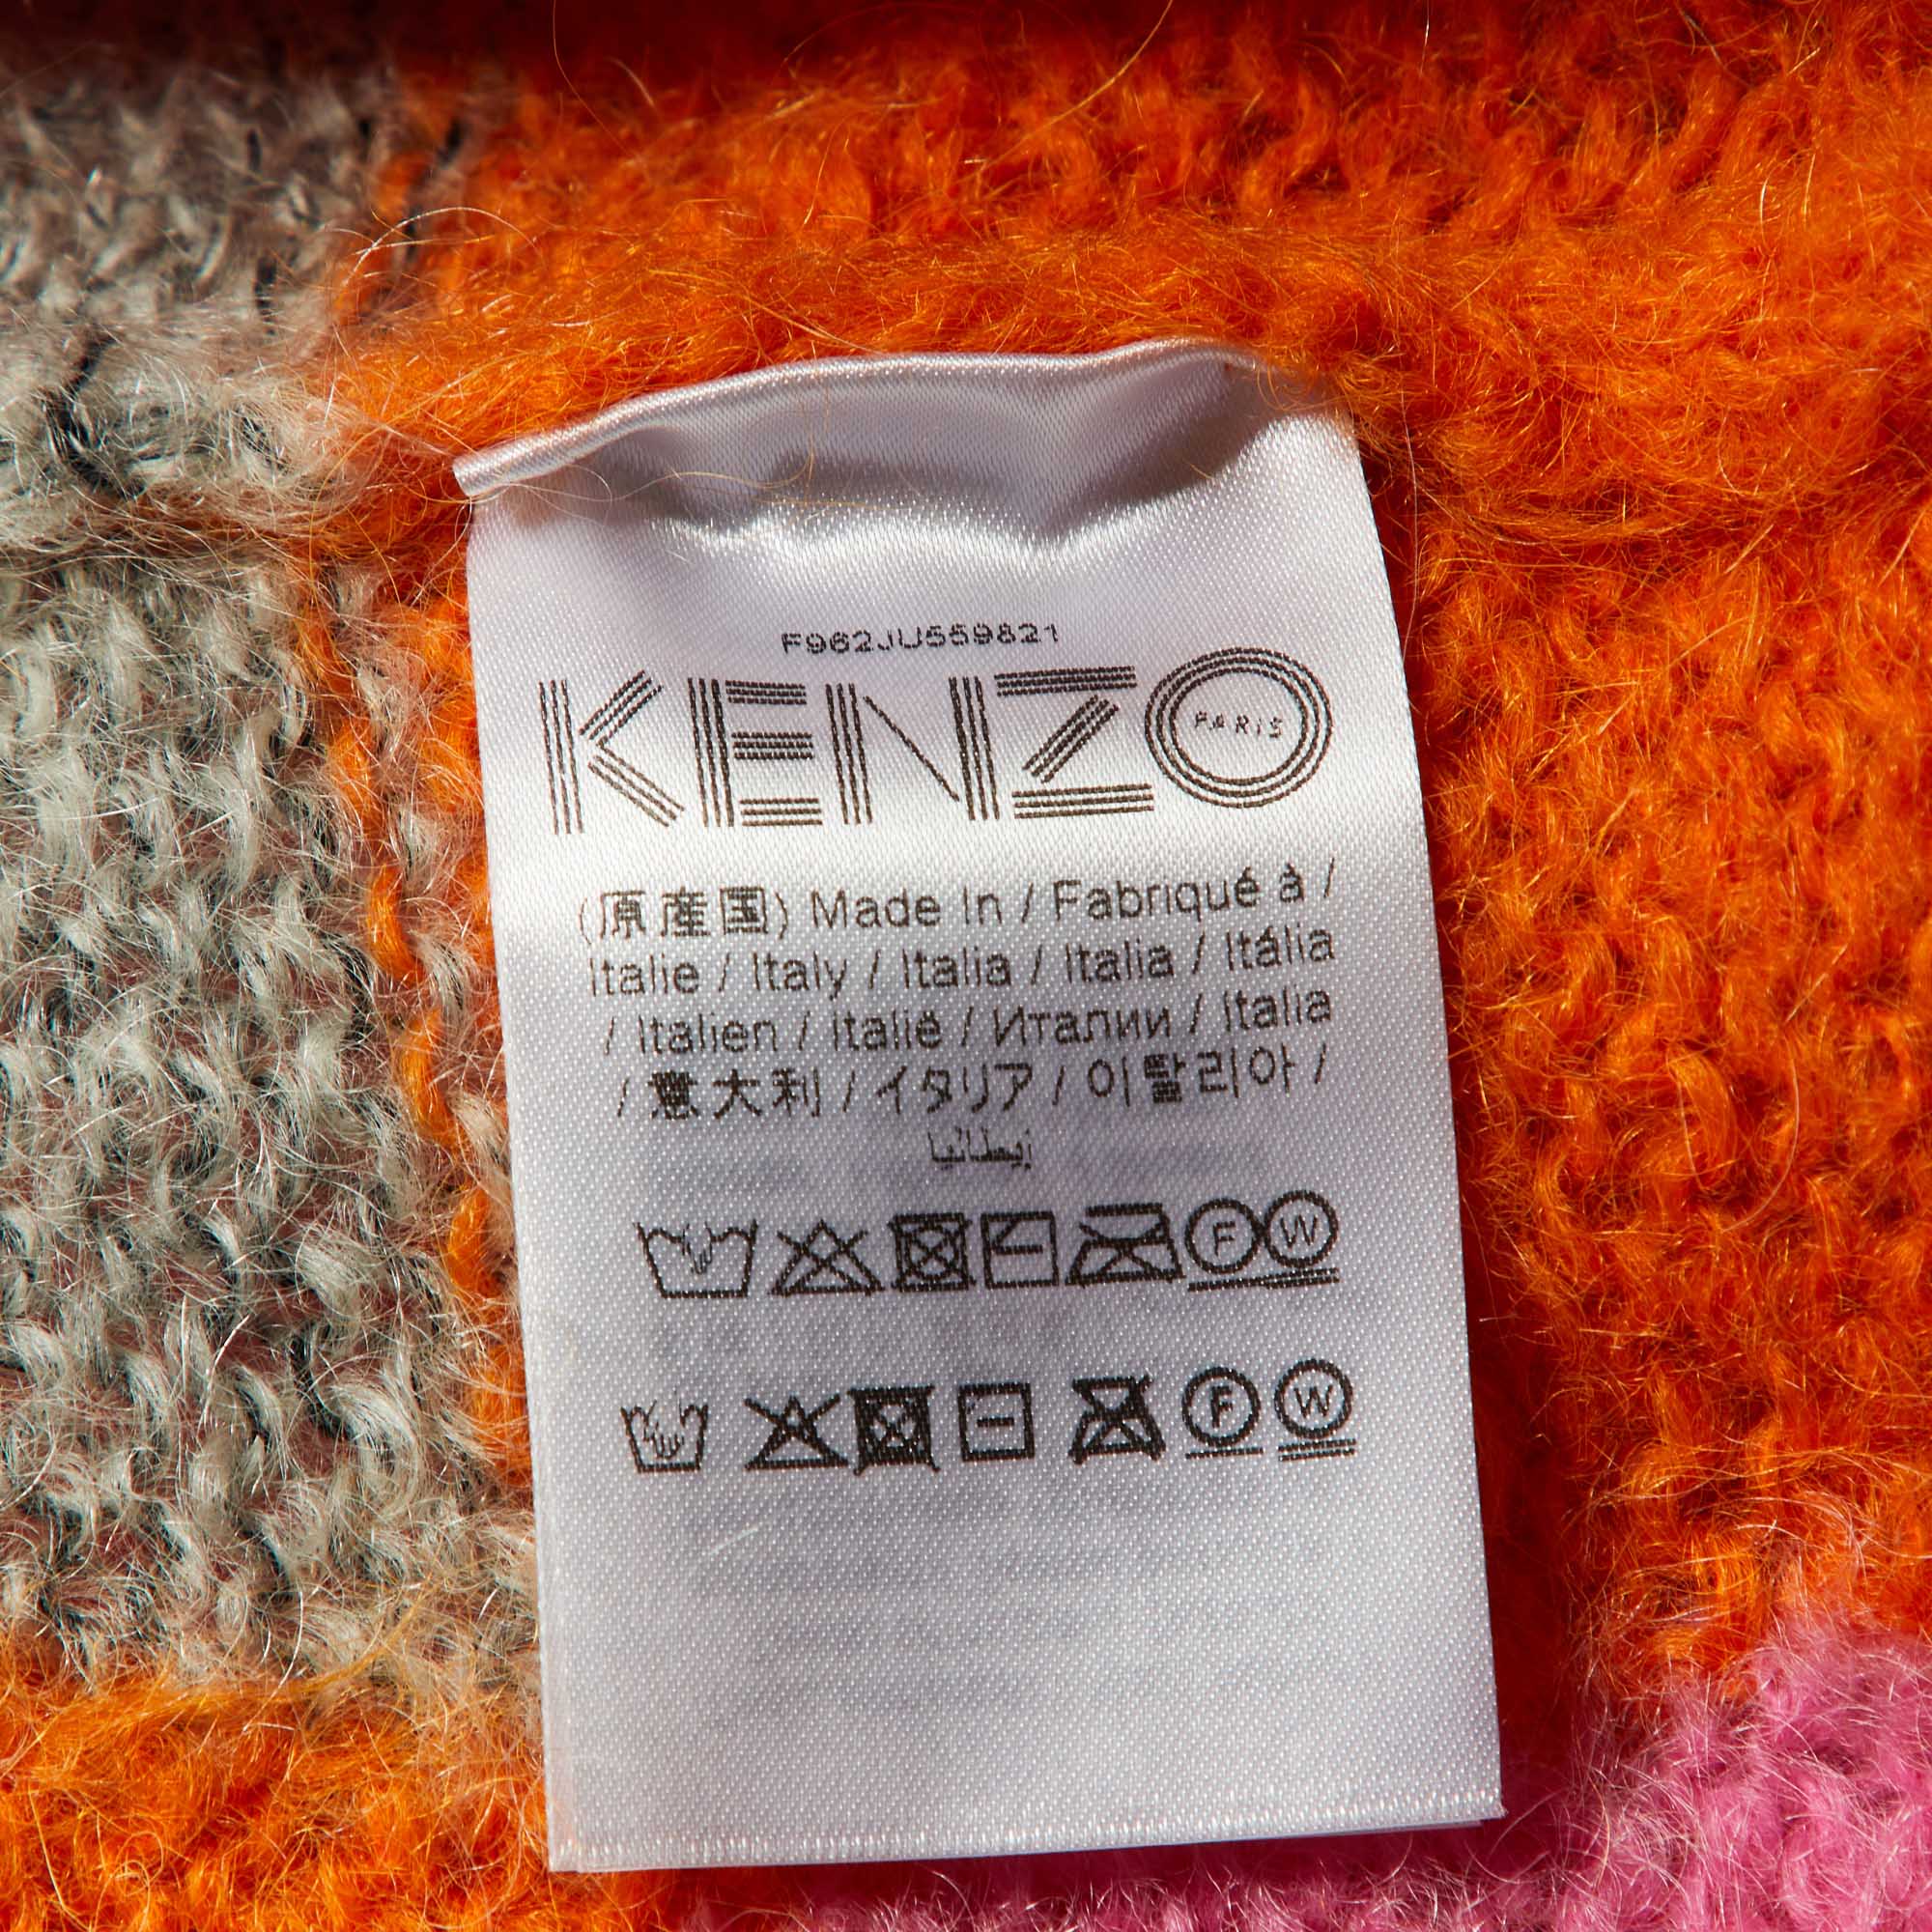 F962JU559821
KENZO
PARIS
(原産国) Made In / Fabriqué à /
Italie / Italy / Italia / Italia / Itália
/ Italien / Italië / Италии / Italia
/ 意大利 / イタリア / 이탈리아 /
إيطاليا
F W
F W